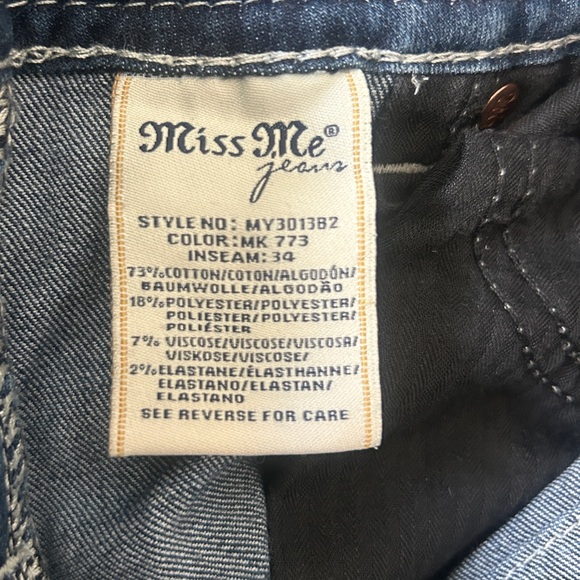 Miss Me®
jeans
STYLE NO: MY3013B2
COLOR:MK 773
INSEAM: 34
73%COTTON/COTON/ALGODÓN/
BAUMWOLLE/ALGODÃO
18%POLYESTER/POLYESTER/
POLIESTER/POLYESTER/
POLIÉSTER
7% VISCOSE/VISCOSE/VISCOSA/
VISKOSE/VISCOSE/
2%ELASTANE/ÉLASTHANNE/
ELASTANO/ELASTAN/
ELASTANO
SEE REVERSE FOR CARE